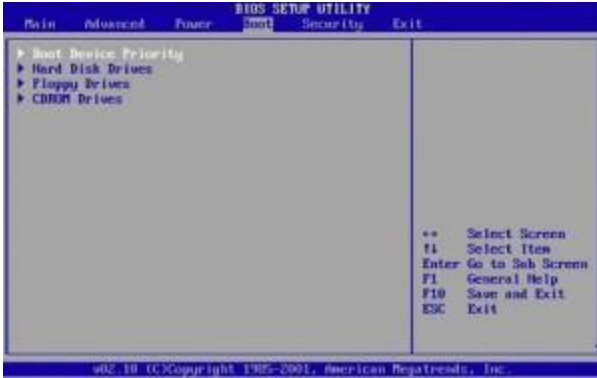 BIOS SETUP UTILITY
Main Advanced Power Boot Security Exit
Boot Device Priority
Hard Disk Drives
Floppy Drives
CDROM Drives
↔ Select Screen
↑↓ Select Item
Enter Go to Sub Screen
F1 General Help
F10 Save and Exit
ESC Exit
v02.10 (C)Copyright 1985-2001, American Megatrends, Inc.